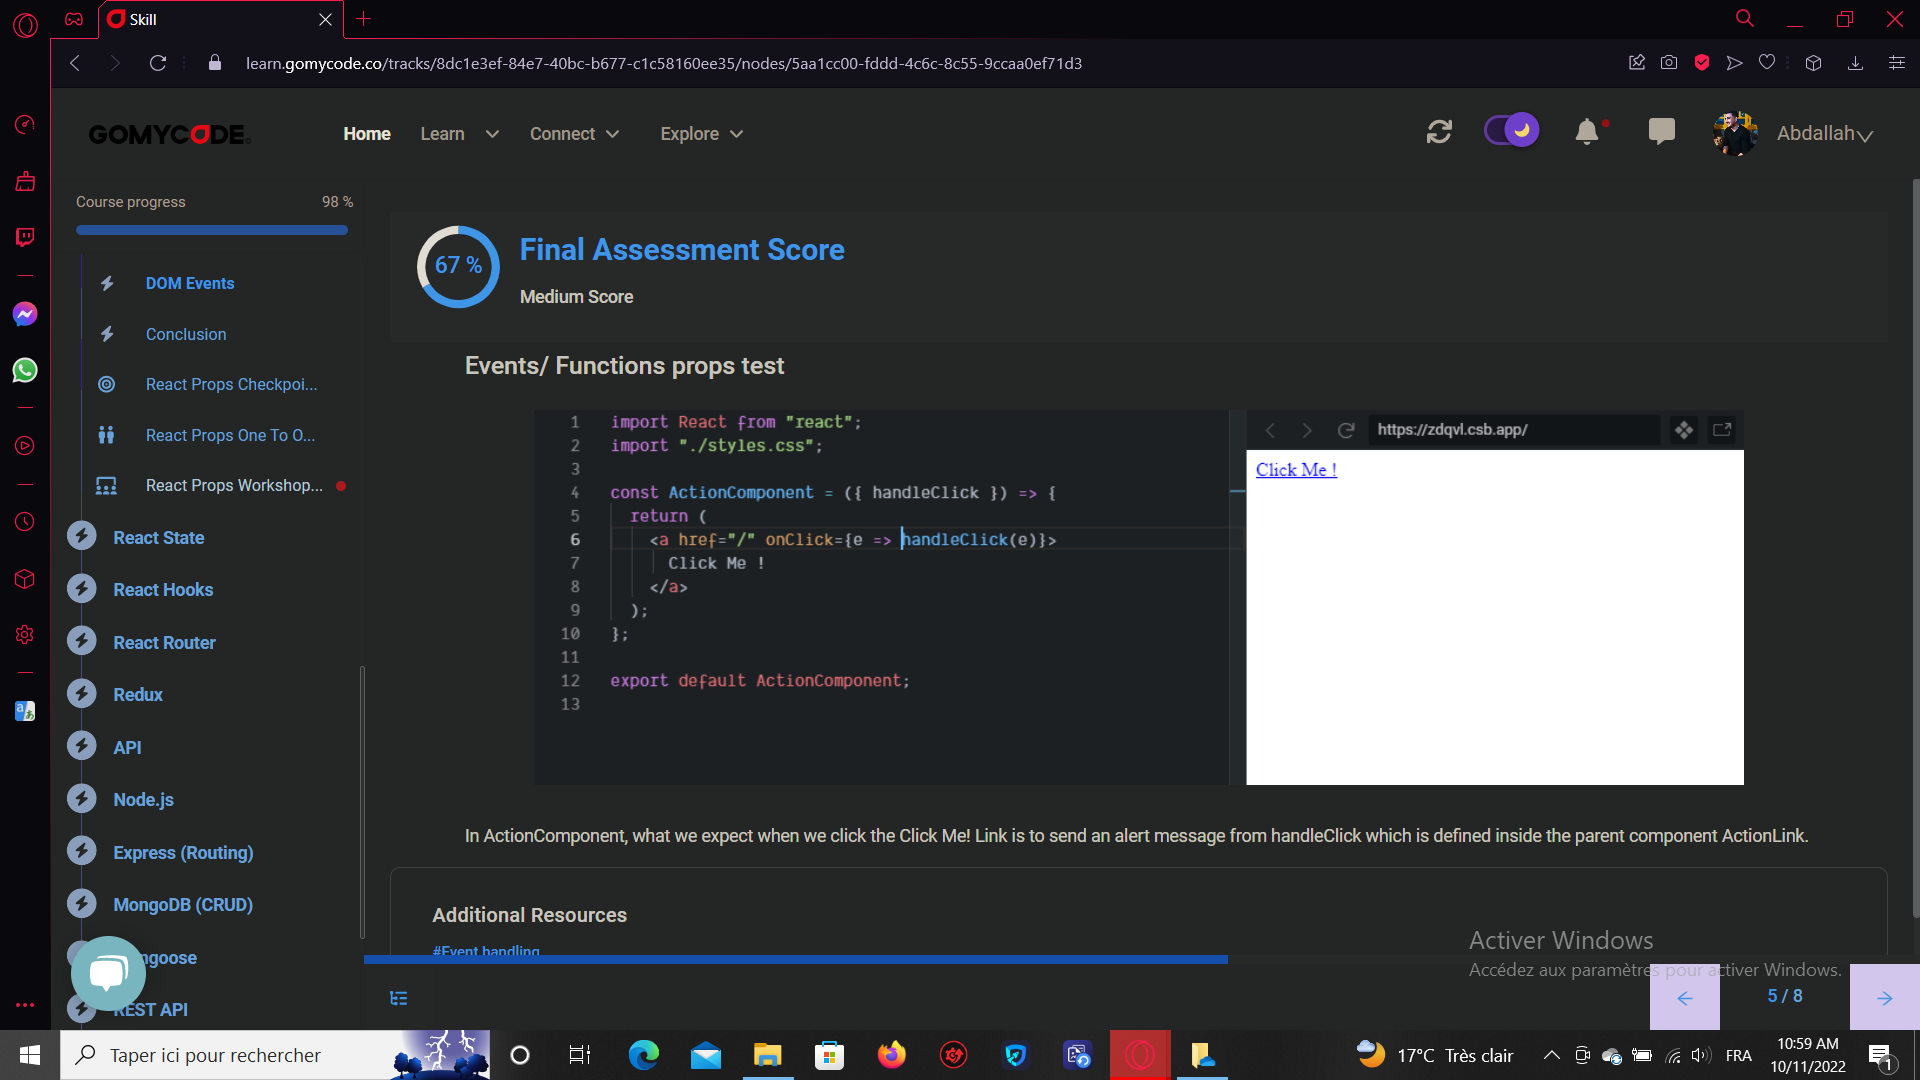 Skill
learn.gomycode.co/tracks/8dc1e3ef-84e7-40bc-b677-c1c58160ee35/nodes/5aa1cc00-fddd-4c6c-8c55-9ccaa0ef71d3
GOMYCODE
Home
Learn
Connect
Explore
Abdallah
Course progress
98 %
DOM Events
Conclusion
React Props Checkpoi...
React Props One To O...
React Props Workshop...
React State
React Hooks
React Router
Redux
API
Node.js
Express (Routing)
MongoDB (CRUD)
ngoose
REST API
67 %
Final Assessment Score
Medium Score
Events/ Functions props test
1 import React from "react";
2 import "./styles.css";
3
4 const ActionComponent = ({ handleClick }) => {
5 return (
6 <a href="/" onClick={e => handleClick(e)}>
7 Click Me !
8 </a>
9 );
10 };
11
12 export default ActionComponent;
13
https://zdqvl.csb.app/
Click Me !
In ActionComponent, what we expect when we click the Click Me! Link is to send an alert message from handleClick which is defined inside the parent component ActionLink.
Additional Resources
#Event handling
Activer Windows
Accédez aux paramètres pour activer Windows.
5 / 8
Taper ici pour rechercher
17°C Très clair
FRA
10:59 AM
10/11/2022
1